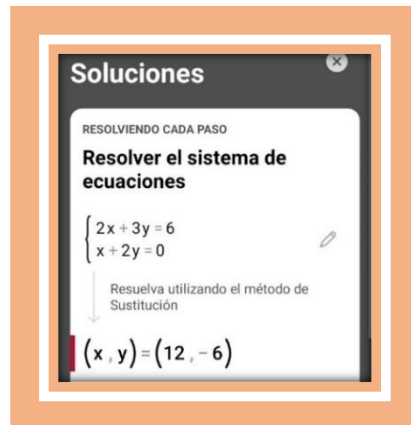 Soluciones
RESOLVIENDO CADA PASO
Resolver el sistema de
ecuaciones
2x + 3y = 6
x + 2y = 0
Resuelva utilizando el método de
Sustitución
(x , y) = (12 , - 6)